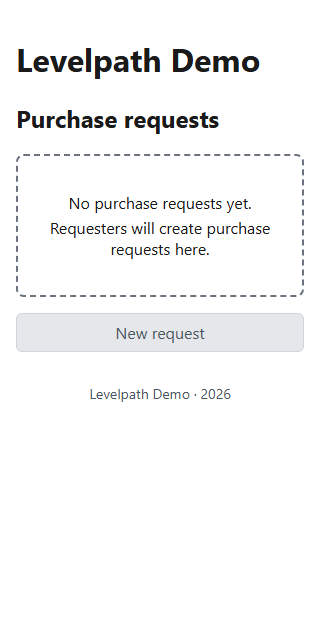 Levelpath Demo
Purchase requests
No purchase requests yet.
Requesters will create purchase
requests here.
New request
Levelpath Demo · 2026